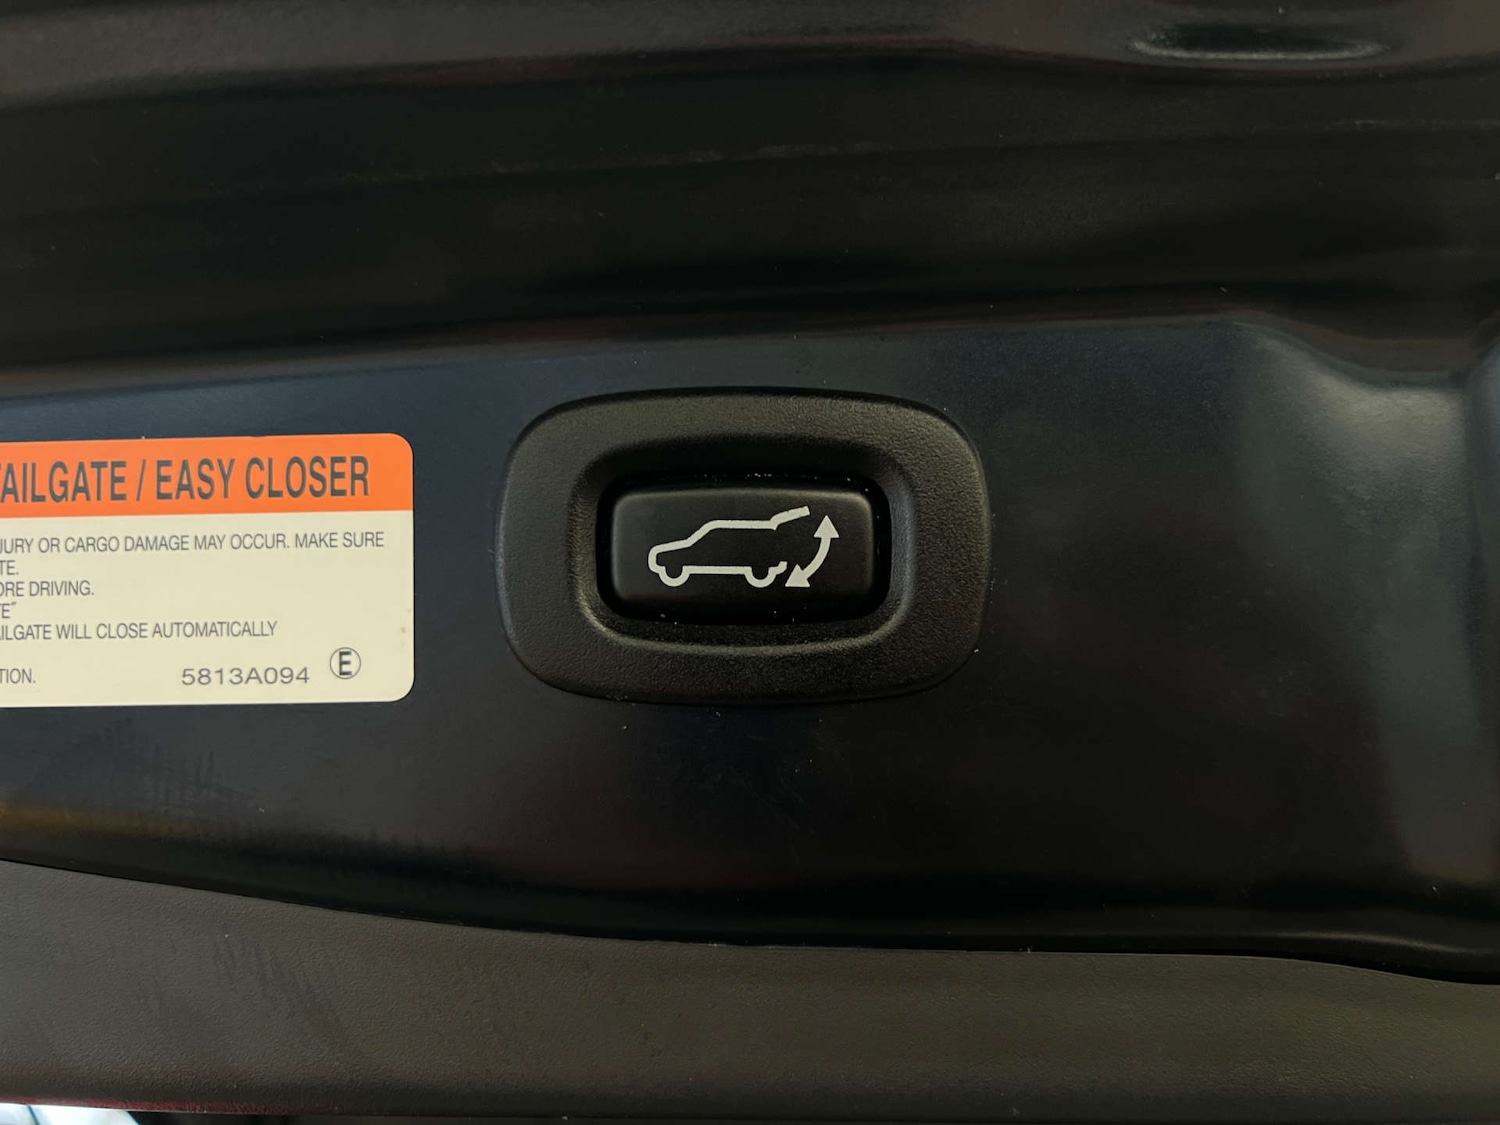 TAILGATE / EASY CLOSER
JURY OR CARGO DAMAGE MAY OCCUR. MAKE SURE
TE.
ORE DRIVING.
E"
AILGATE WILL CLOSE AUTOMATICALLY
TION.
5813A094 E